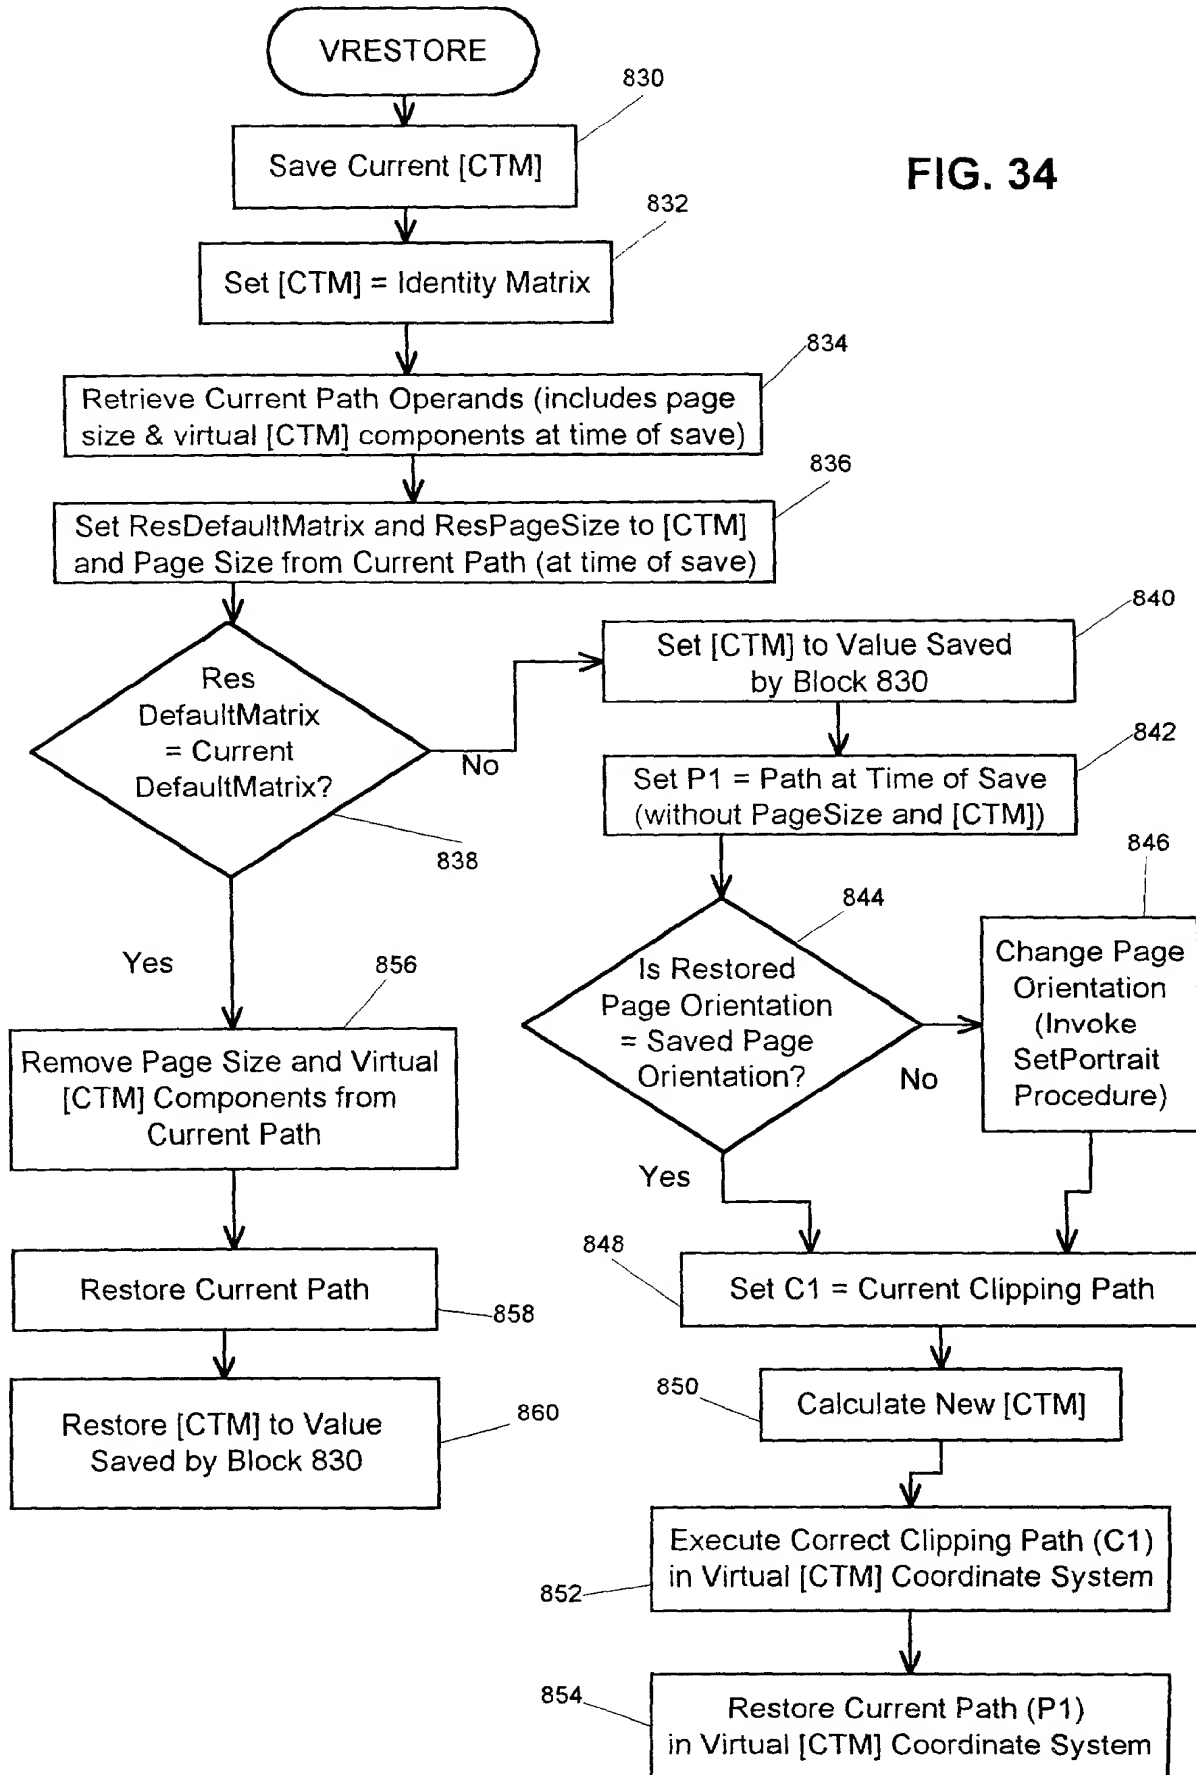 VRESTORE
830
Save Current [CTM]
FIG. 34
832
Set [CTM] = Identity Matrix
834
Retrieve Current Path Operands (includes page
size & virtual [CTM] components at time of save)
836
Set ResDefaultMatrix and ResPageSize to [CTM]
and Page Size from Current Path (at time of save)
Res
DefaultMatrix
= Current
DefaultMatrix?
838
No
840
Set [CTM] to Value Saved
by Block 830
842
Set P1 = Path at Time of Save
(without PageSize and [CTM])
844
Is Restored
Page Orientation
= Saved Page
Orientation?
No
846
Change Page
Orientation
(Invoke
SetPortrait
Procedure)
Yes
856
Remove Page Size and Virtual
[CTM] Components from
Current Path
Yes
848
Set C1 = Current Clipping Path
Restore Current Path
858
850
Calculate New [CTM]
Restore [CTM] to Value
Saved by Block 830
860
Execute Correct Clipping Path (C1)
in Virtual [CTM] Coordinate System
852
854
Restore Current Path (P1)
in Virtual [CTM] Coordinate System